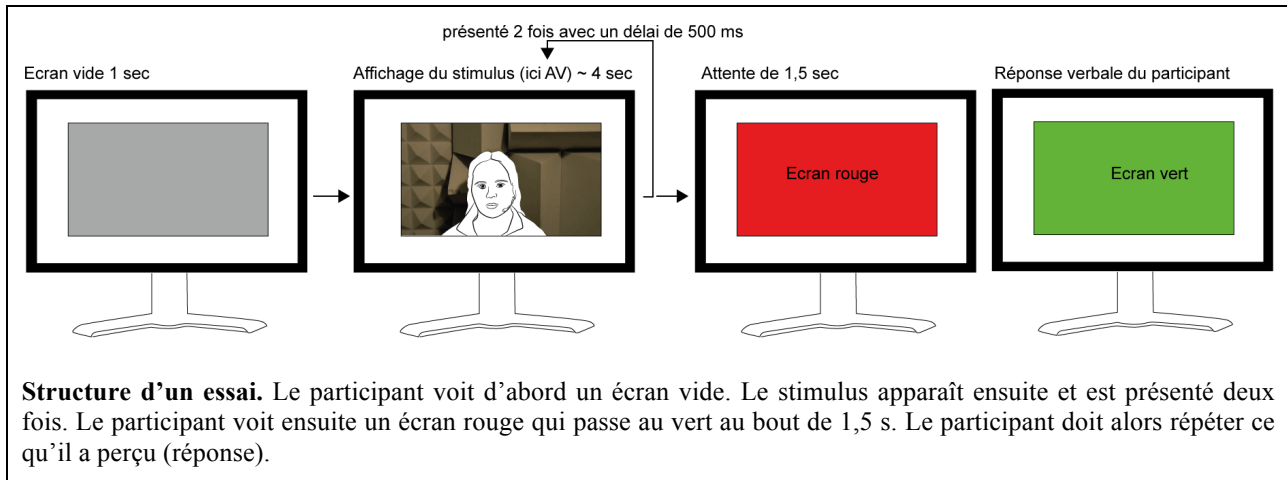 présenté 2 fois avec un délai de 500 ms
Ecran vide 1 sec
Affichage du stimulus (ici AV) ~ 4 sec
Attente de 1,5 sec
Réponse verbale du participant
Ecran rouge
Ecran vert
Structure d'un essai. Le participant voit d'abord un écran vide. Le stimulus apparaît ensuite et est présenté deux
fois. Le participant voit ensuite un écran rouge qui passe au vert au bout de 1,5 s. Le participant doit alors répéter ce
qu'il a perçu (réponse).